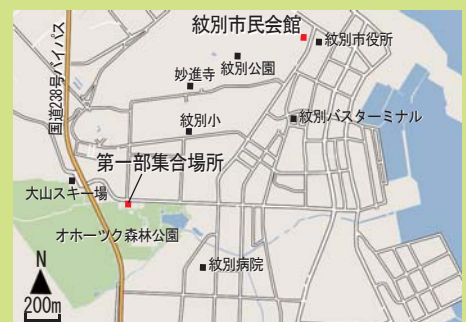 紋別市民会館
紋別市役所
紋別公園
妙進寺
国道238号バイパス
紋別バスターミナル
紋別小
第一部集合場所
大山スキー場
オホーツク森林公園
紋別病院
N
200m